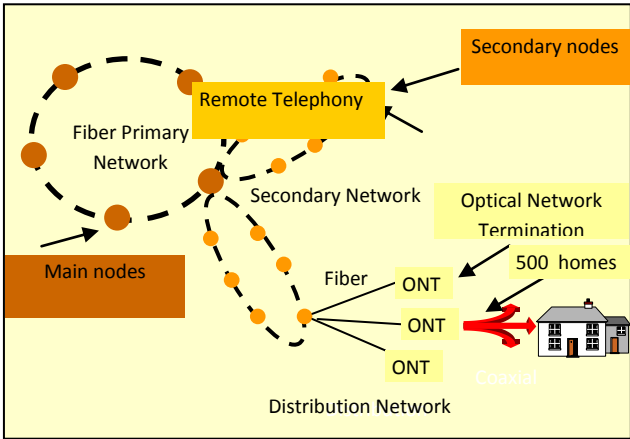 Secondary nodes
Remote Telephony
Fiber Primary
Network
Secondary Network
Optical Network
Termination
Main nodes
500 homes
Fiber
ONT
ONT
ONT
Coaxial
Distribution Network